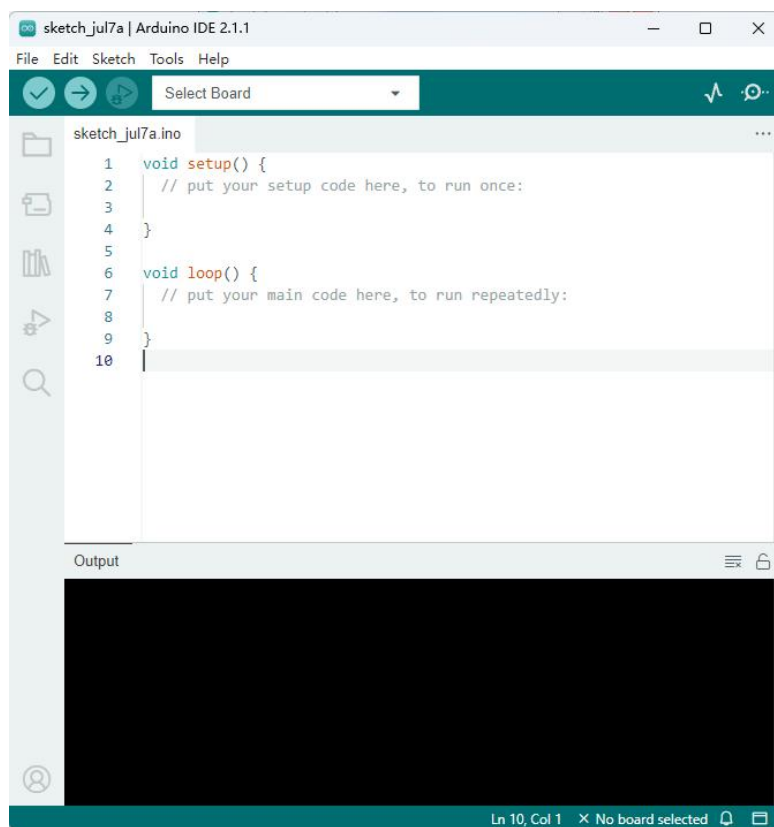 sketch_jul7a | Arduino IDE 2.1.1
File Edit Sketch Tools Help
Select Board
sketch_jul7a.ino
1 void setup() {
2 // put your setup code here, to run once:
3
4 }
5
6 void loop() {
7 // put your main code here, to run repeatedly:
8
9 }
10
Output
Ln 10, Col 1 × No board selected